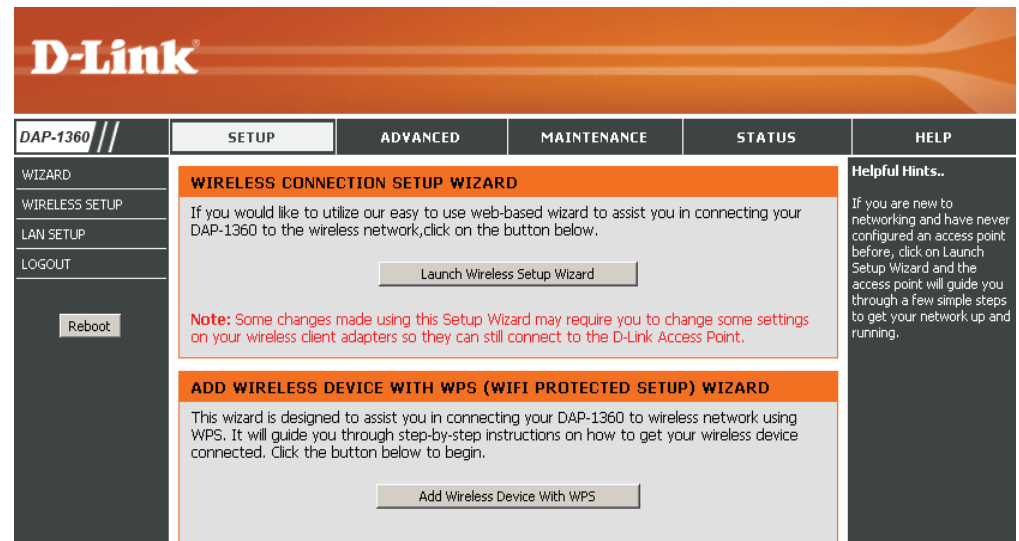 D-Link®
DAP-1360
SETUP
ADVANCED
MAINTENANCE
STATUS
HELP
WIZARD
WIRELESS SETUP
LAN SETUP
LOGOUT
Reboot
WIRELESS CONNECTION SETUP WIZARD
If you would like to utilize our easy to use web-based wizard to assist you in connecting your
DAP-1360 to the wireless network,click on the button below.
Launch Wireless Setup Wizard
Note: Some changes made using this Setup Wizard may require you to change some settings
on your wireless client adapters so they can still connect to the D-Link Access Point.
ADD WIRELESS DEVICE WITH WPS (WIFI PROTECTED SETUP) WIZARD
This wizard is designed to assist you in connecting your DAP-1360 to wireless network using
WPS. It will guide you through step-by-step instructions on how to get your wireless device
connected. Click the button below to begin.
Add Wireless Device With WPS
Helpful Hints..
If you are new to
networking and have never
configured an access point
before, click on Launch
Setup Wizard and the
access point will guide you
through a few simple steps
to get your network up and
running.